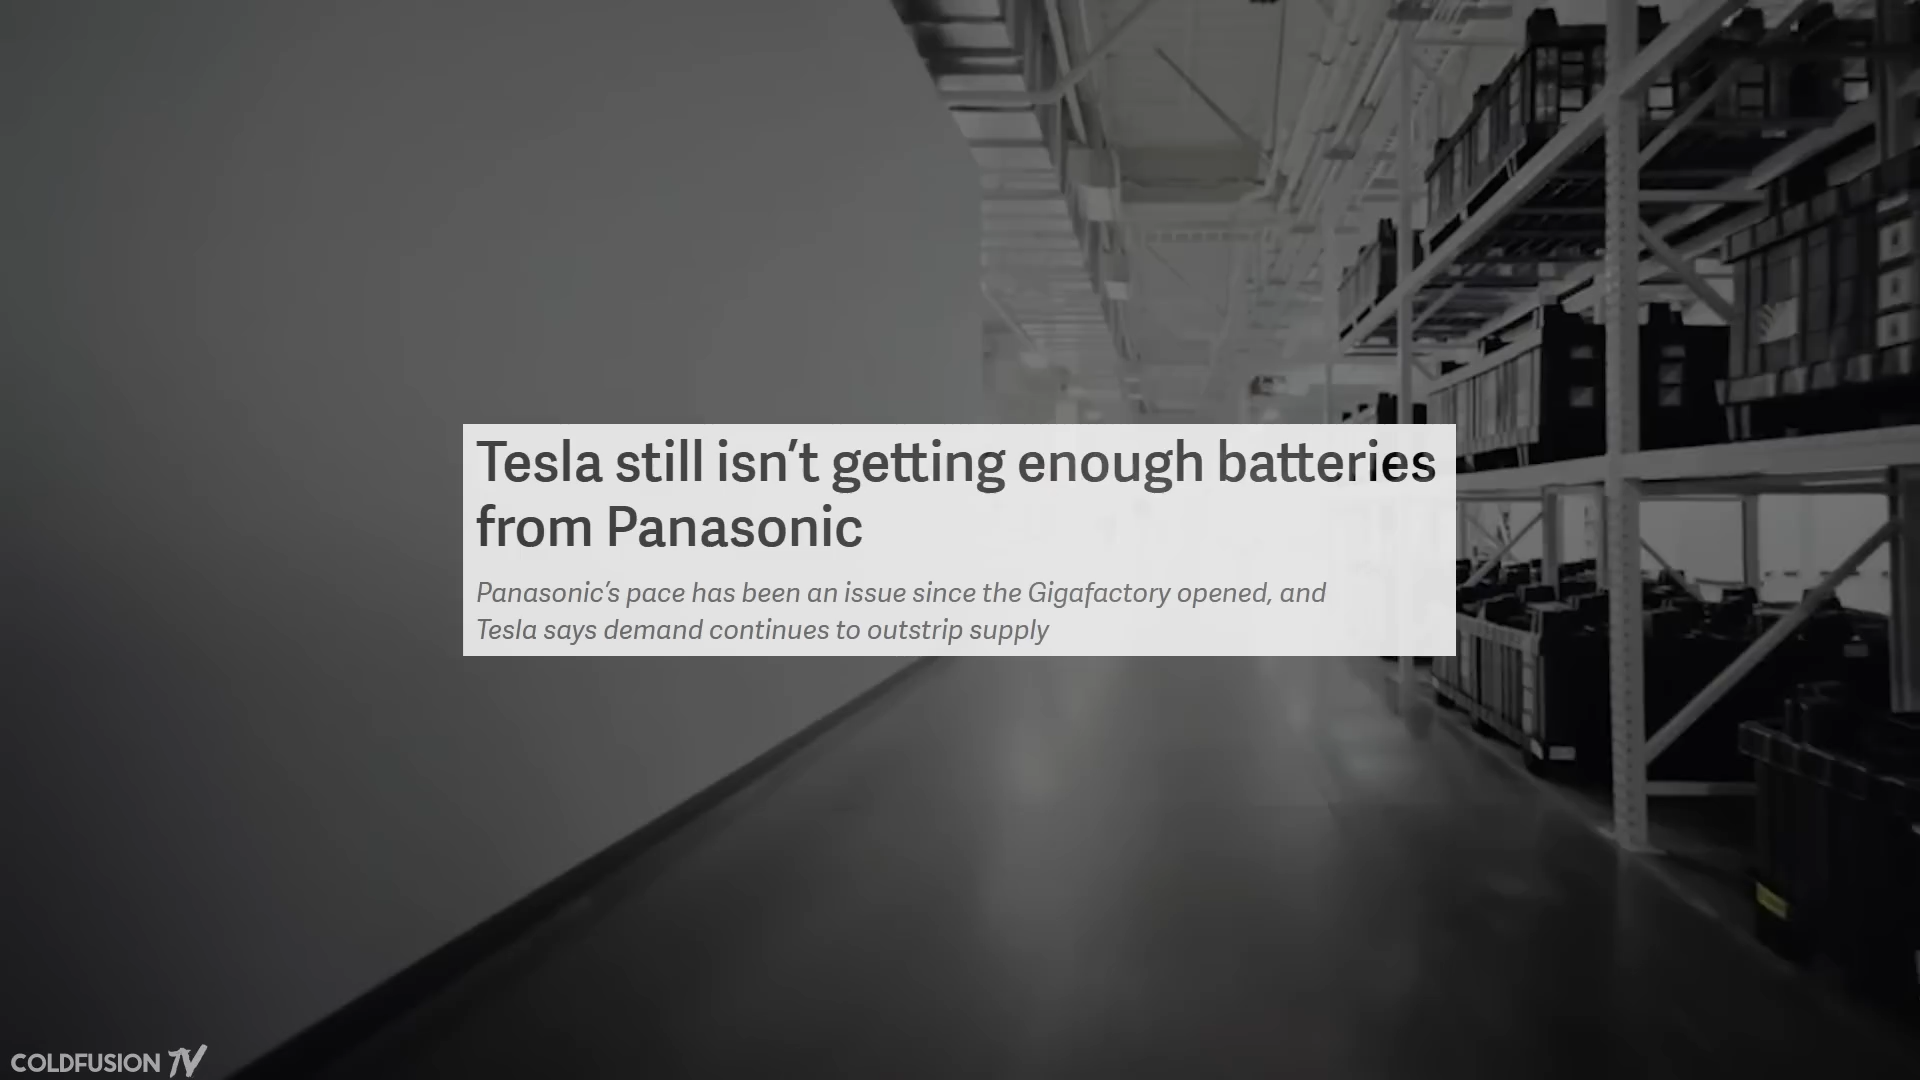 Tesla still isn’t getting enough batteries
from Panasonic
Panasonic’s pace has been an issue since the Gigafactory opened, and
Tesla says demand continues to outstrip supply
COLDFUSION TV